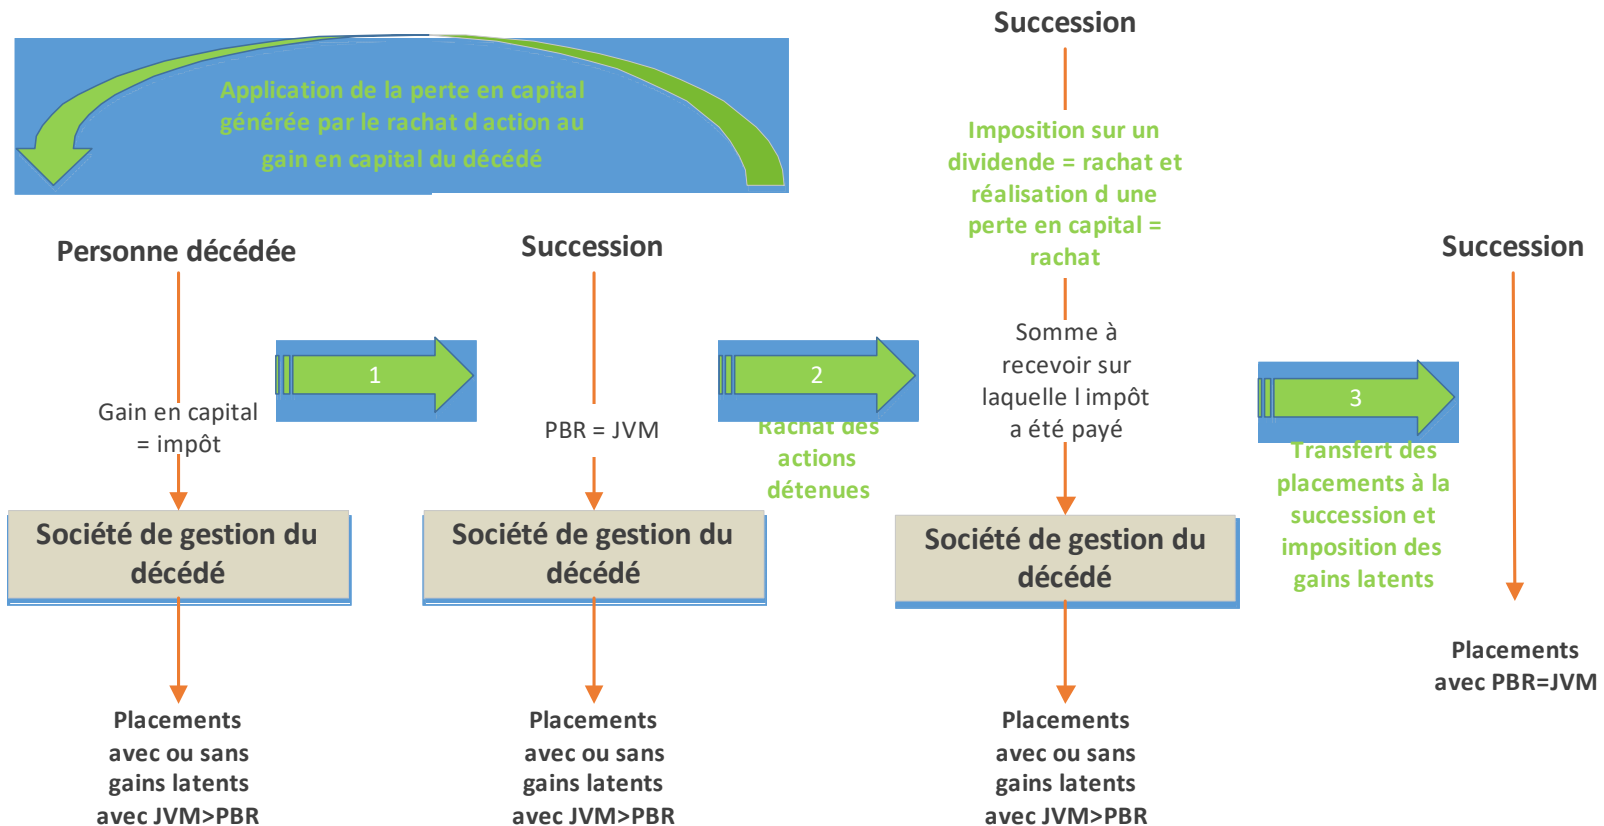 Application de la perte en capital
générée par le rachat d action au
gain en capital du décédé
Personne décédée
Gain en capital
= impôt
Société de gestion du
décédé
Placements
avec ou sans
gains latents
avec JVM>PBR
1
Succession
PBR = JVM
Société de gestion du
décédé
Placements
avec ou sans
gains latents
avec JVM>PBR
2
Rachat des
actions
détenues
Succession
Imposition sur un
dividende = rachat et
réalisation d une
perte en capital =
rachat
Somme à
recevoir sur
laquelle l impôt
a été payé
Société de gestion du
décédé
Placements
avec ou sans
gains latents
avec JVM>PBR
3
Transfert des
placements à la
succession et
imposition des
gains latents
Succession
Placements
avec PBR=JVM